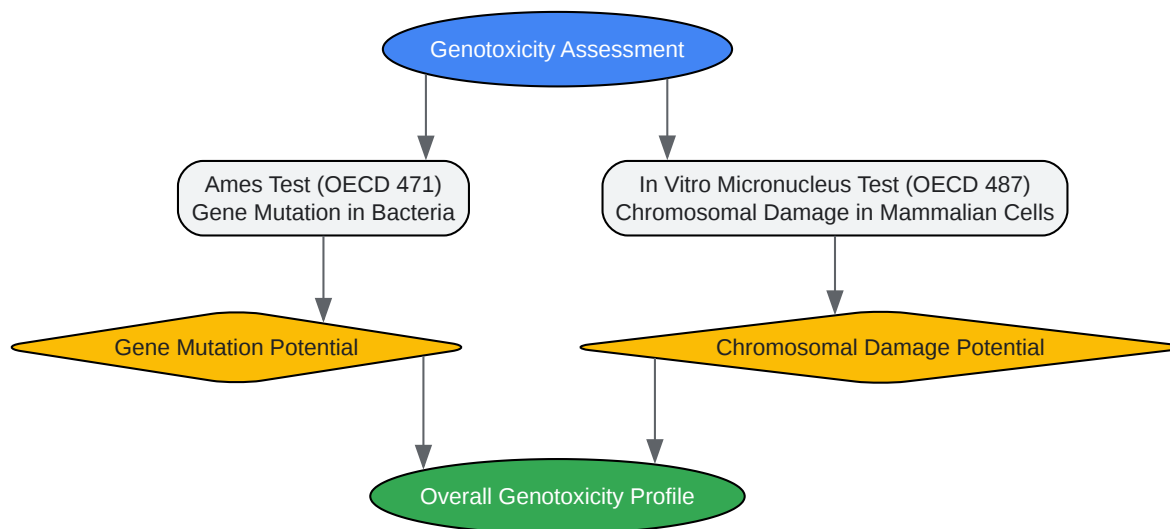 Genotoxicity Assessment
Ames Test (OECD 471)
Gene Mutation in Bacteria
In Vitro Micronucleus Test (OECD 487)
Chromosomal Damage in Mammalian Cells
Gene Mutation Potential
Chromosomal Damage Potential
Overall Genotoxicity Profile